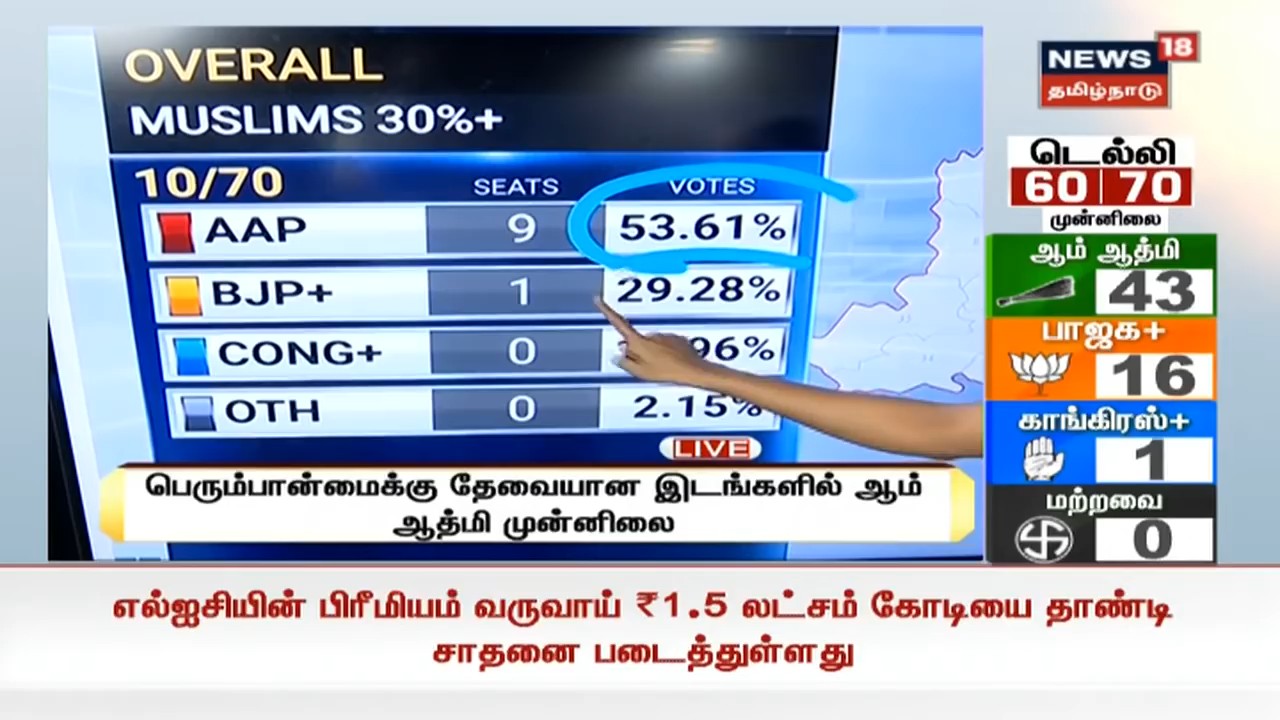 OVERALL
MUSLIMS 30%+
10/70 SEATS VOTES
AAP 9 53.61%
BJP+ 1 29.28%
CONG+ 0 96%
OTH 0 2.15%
LIVE
பெரும்பான்மைக்கு தேவையான இடங்களில் ஆம்
ஆத்மி முன்னிலை
NEWS 18
தமிழ்நாடு
டெல்லி
60 70
முன்னிலை
ஆம் ஆத்மி
43
பாஜக+
16
காங்கிரஸ்+
1
மற்றவை
0
எல்ஐசியின் பிரீமியம் வருவாய் ₹1.5 லட்சம் கோடியை தாண்டி
சாதனை படைத்துள்ளது